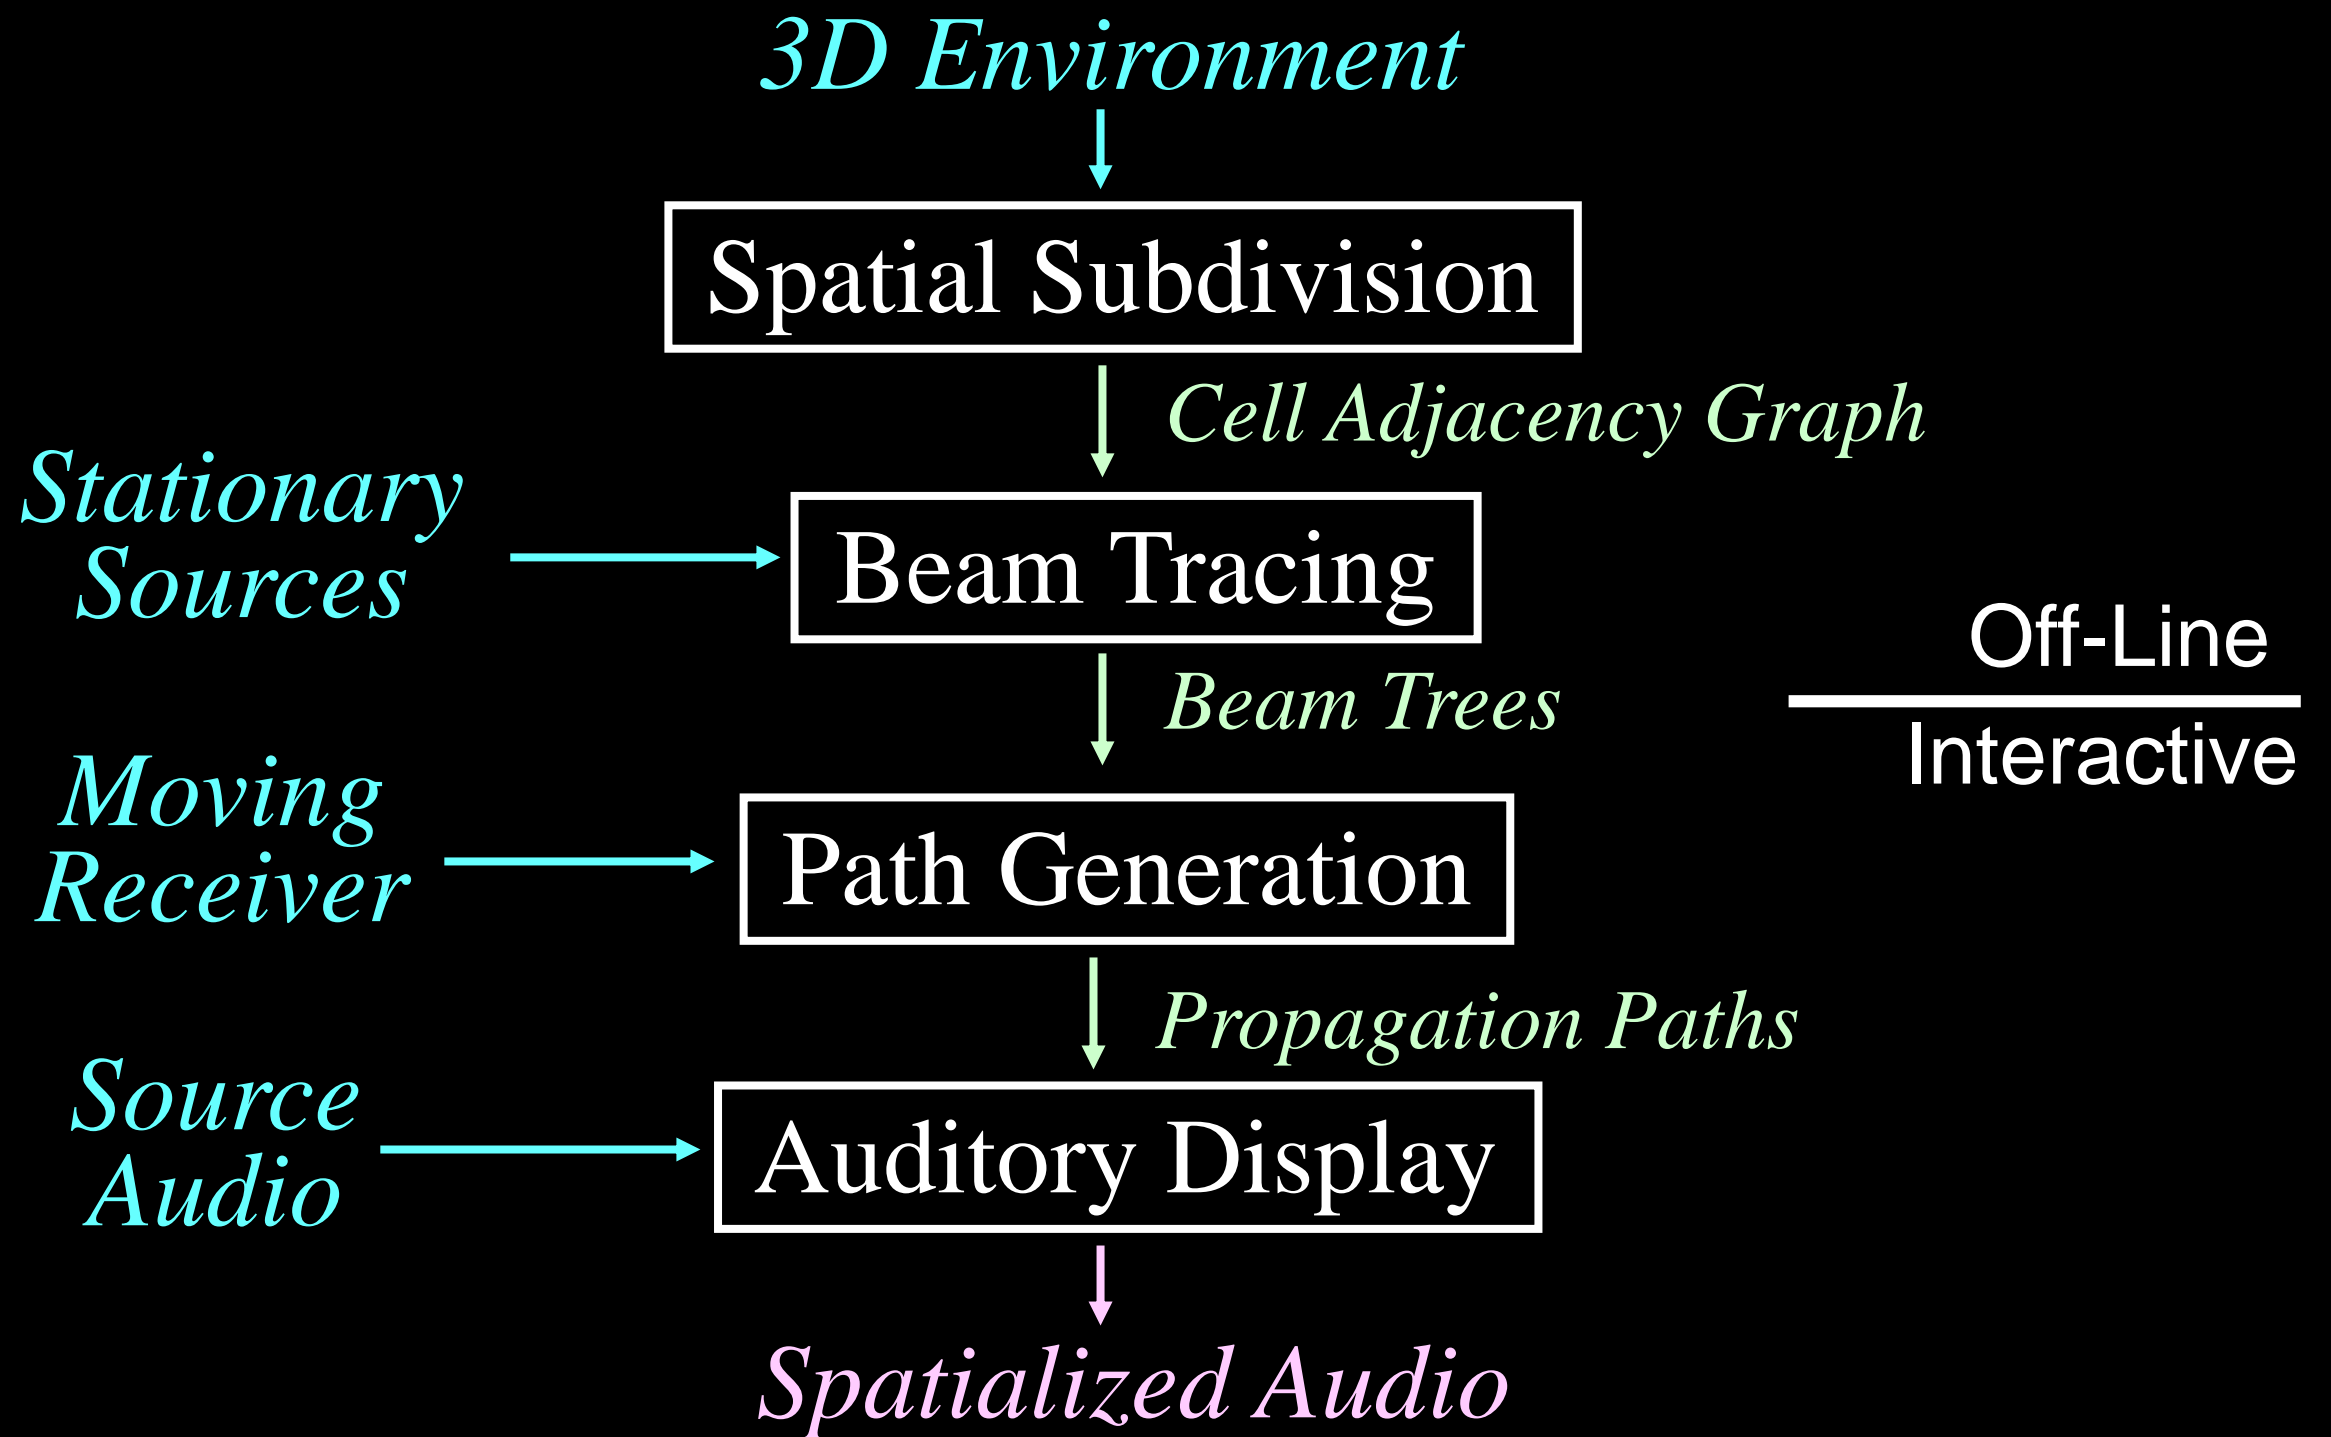 3D Environment
Spatial Subdivision
Cell Adjacency Graph
Stationary
Sources
Beam Tracing
Off-Line
Beam Trees
Interactive
Moving
Receiver
Path Generation
Propagation Paths
Source
Audio
Auditory Display
Spatialized Audio